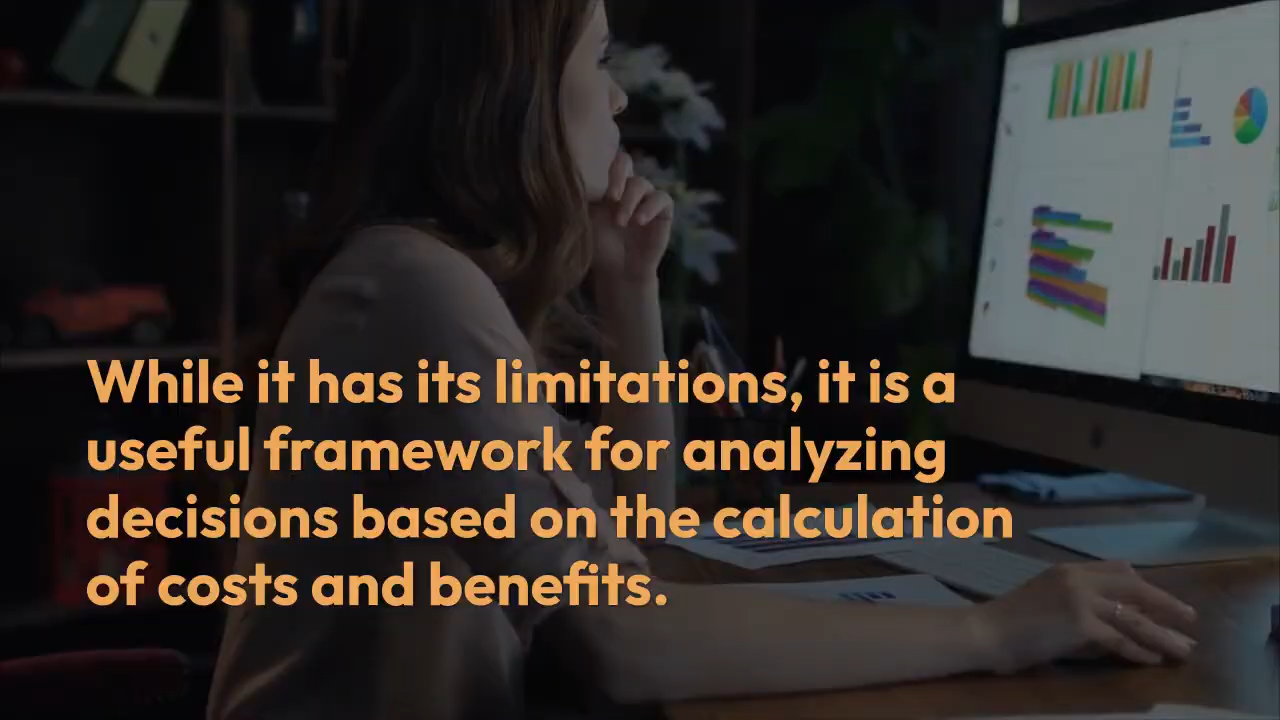 While it has its limitations, it is a
useful framework for analyzing
decisions based on the calculation
of costs and benefits.